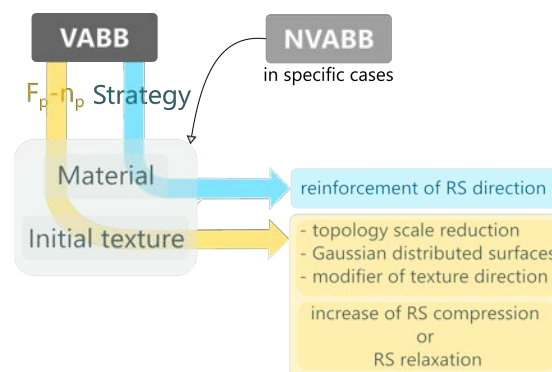 VABB
NVABB
in specific cases
Fp-np Strategy
Material
reinforcement of RS direction
Initial texture
- topology scale reduction
- Gaussian distributed surfaces
- modifier of texture direction
increase of RS compression
or
RS relaxation